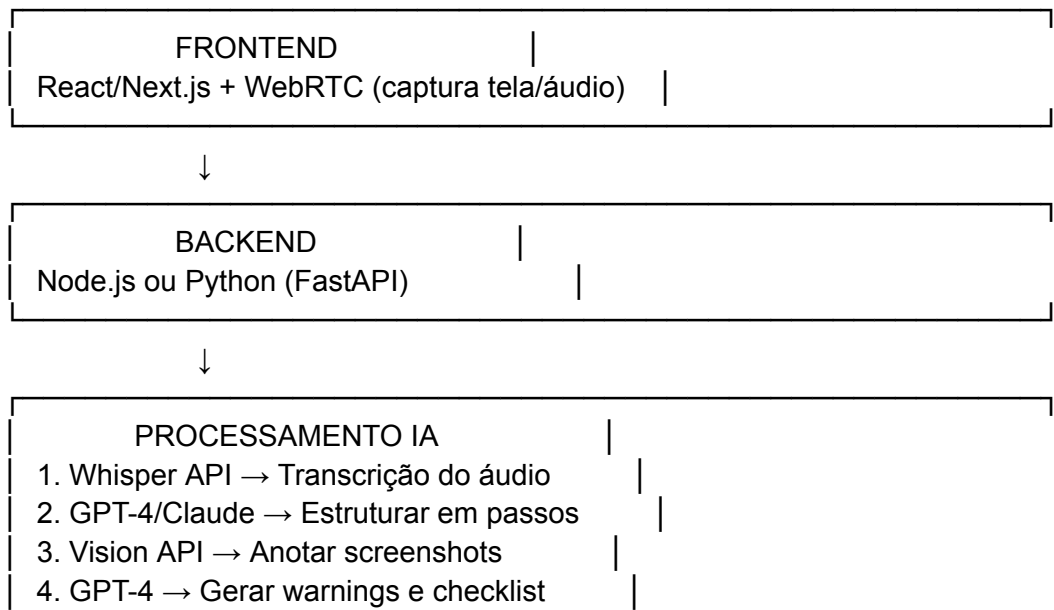 FRONTEND
React/Next.js + WebRTC (captura tela/áudio)
↓
BACKEND
Node.js ou Python (FastAPI)
↓
PROCESSAMENTO IA
1. Whisper API → Transcrição do áudio
2. GPT-4/Claude → Estruturar em passos
3. Vision API → Anotar screenshots
4. GPT-4 → Gerar warnings e checklist